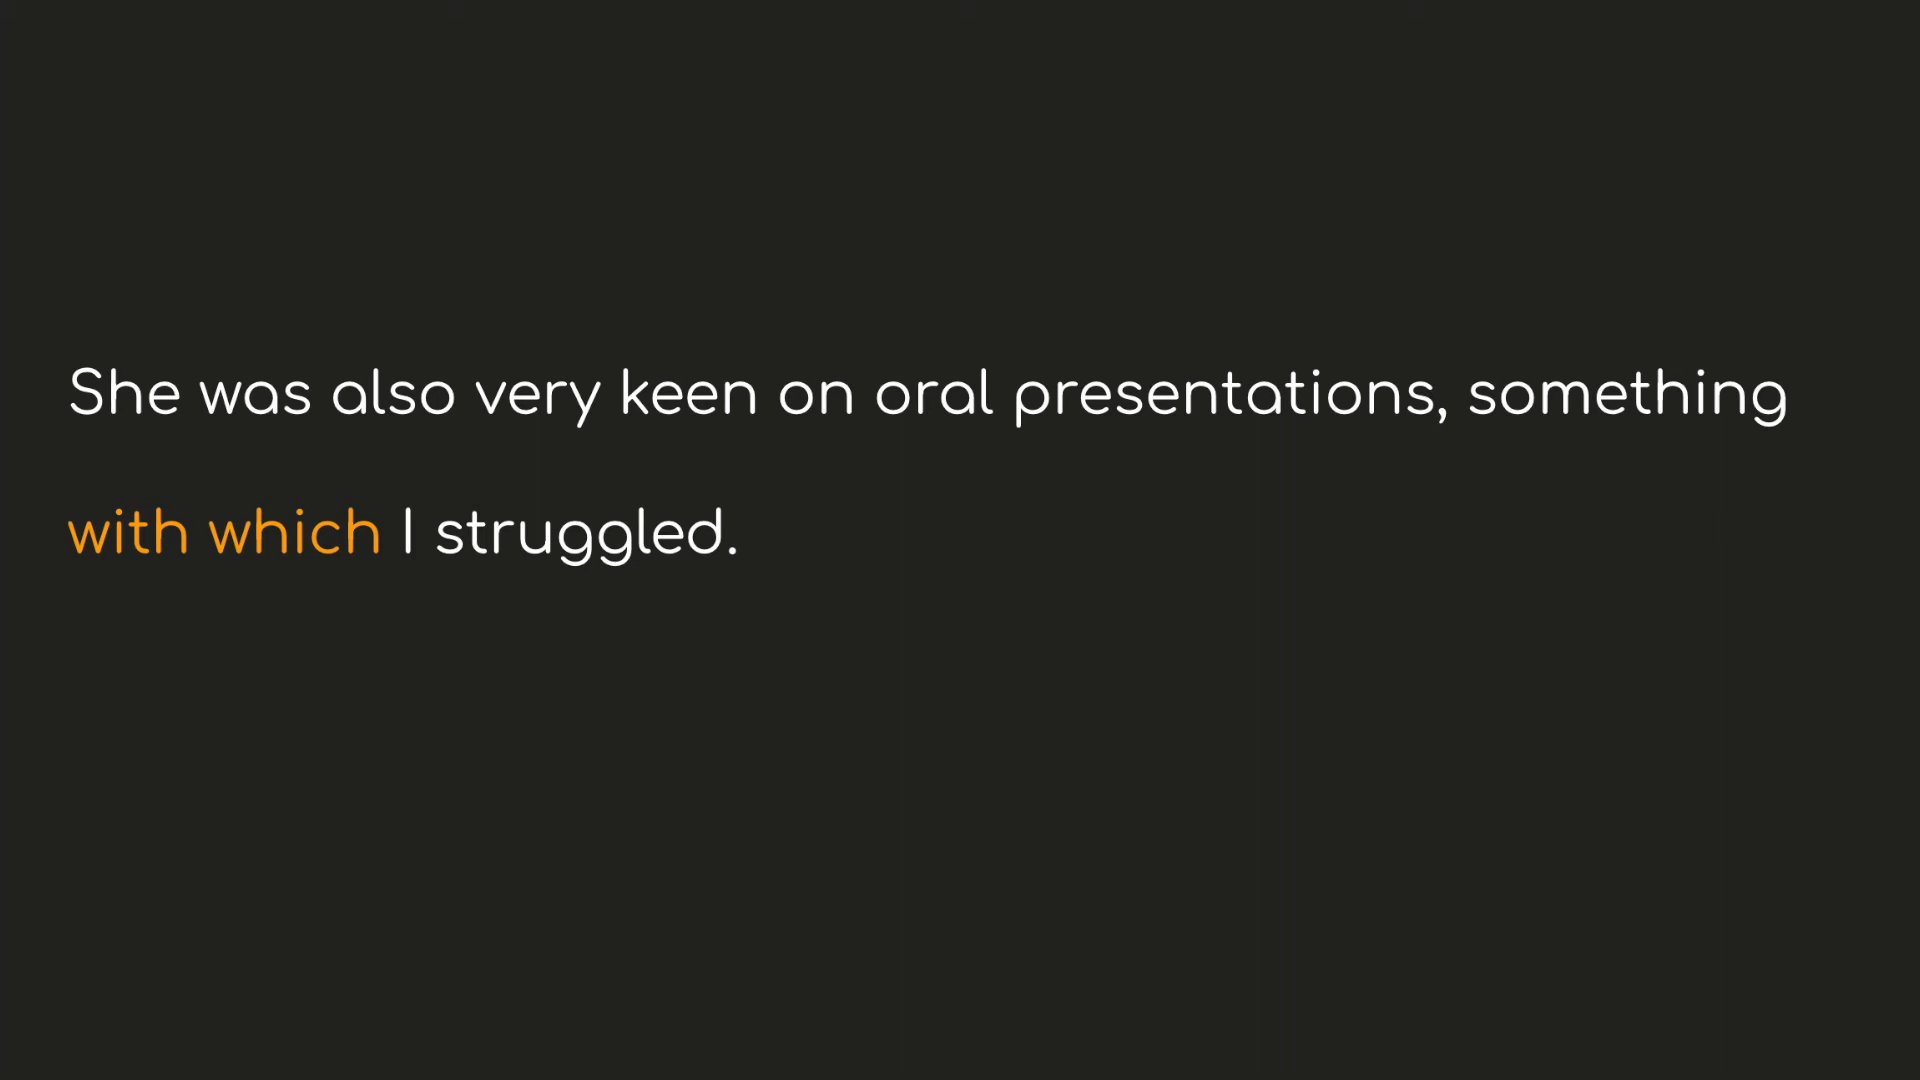 She was also very keen on oral presentations, something
with which I struggled.